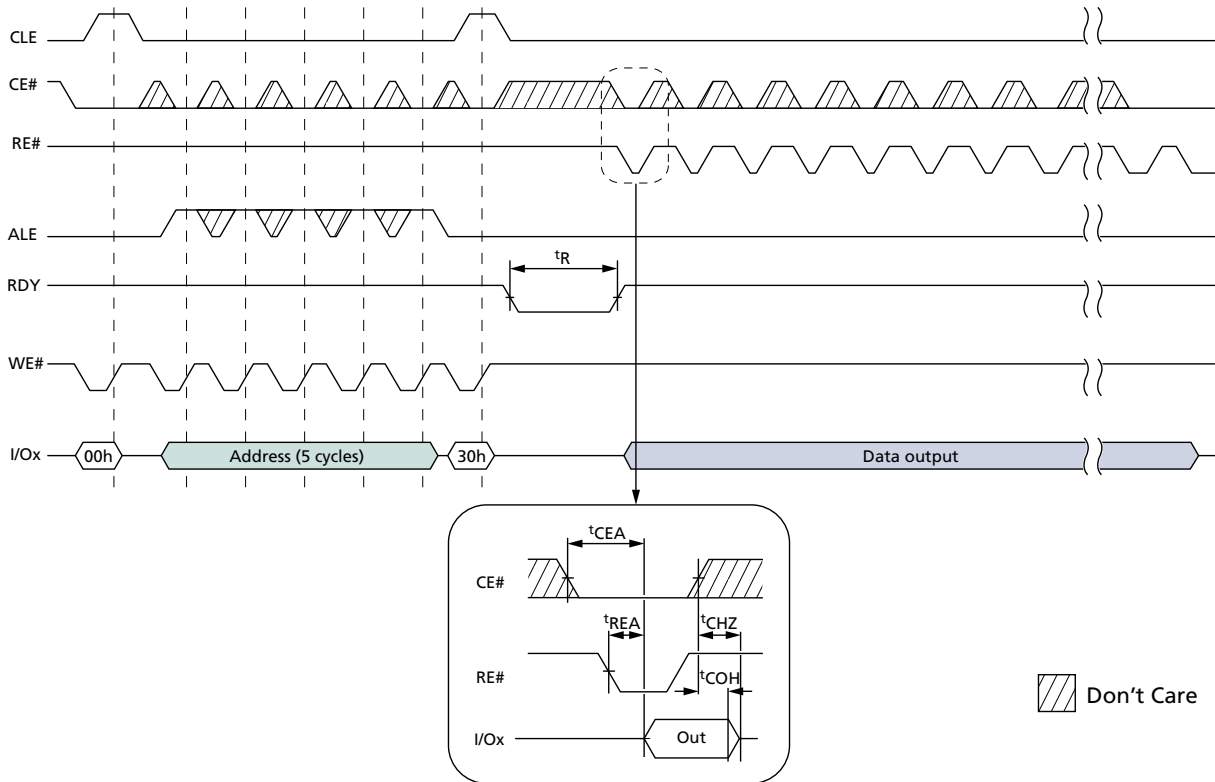 CLE
CE#
RE#
ALE
tR
RDY
WE#
I/Ox
00h
Address (5 cycles)
30h
Data output
tCEA
CE#
tREA
tCHZ
RE#
tCOH
I/Ox
Out
Don't Care